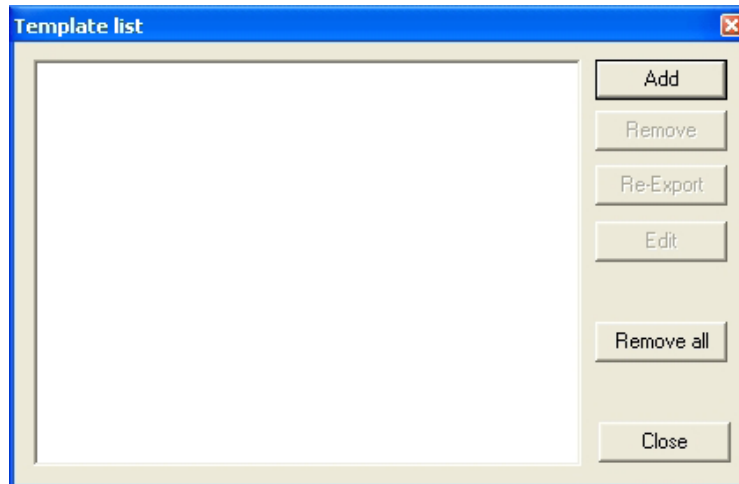 Template list
Add
Remove
Re-Export
Edit
Remove all
Close